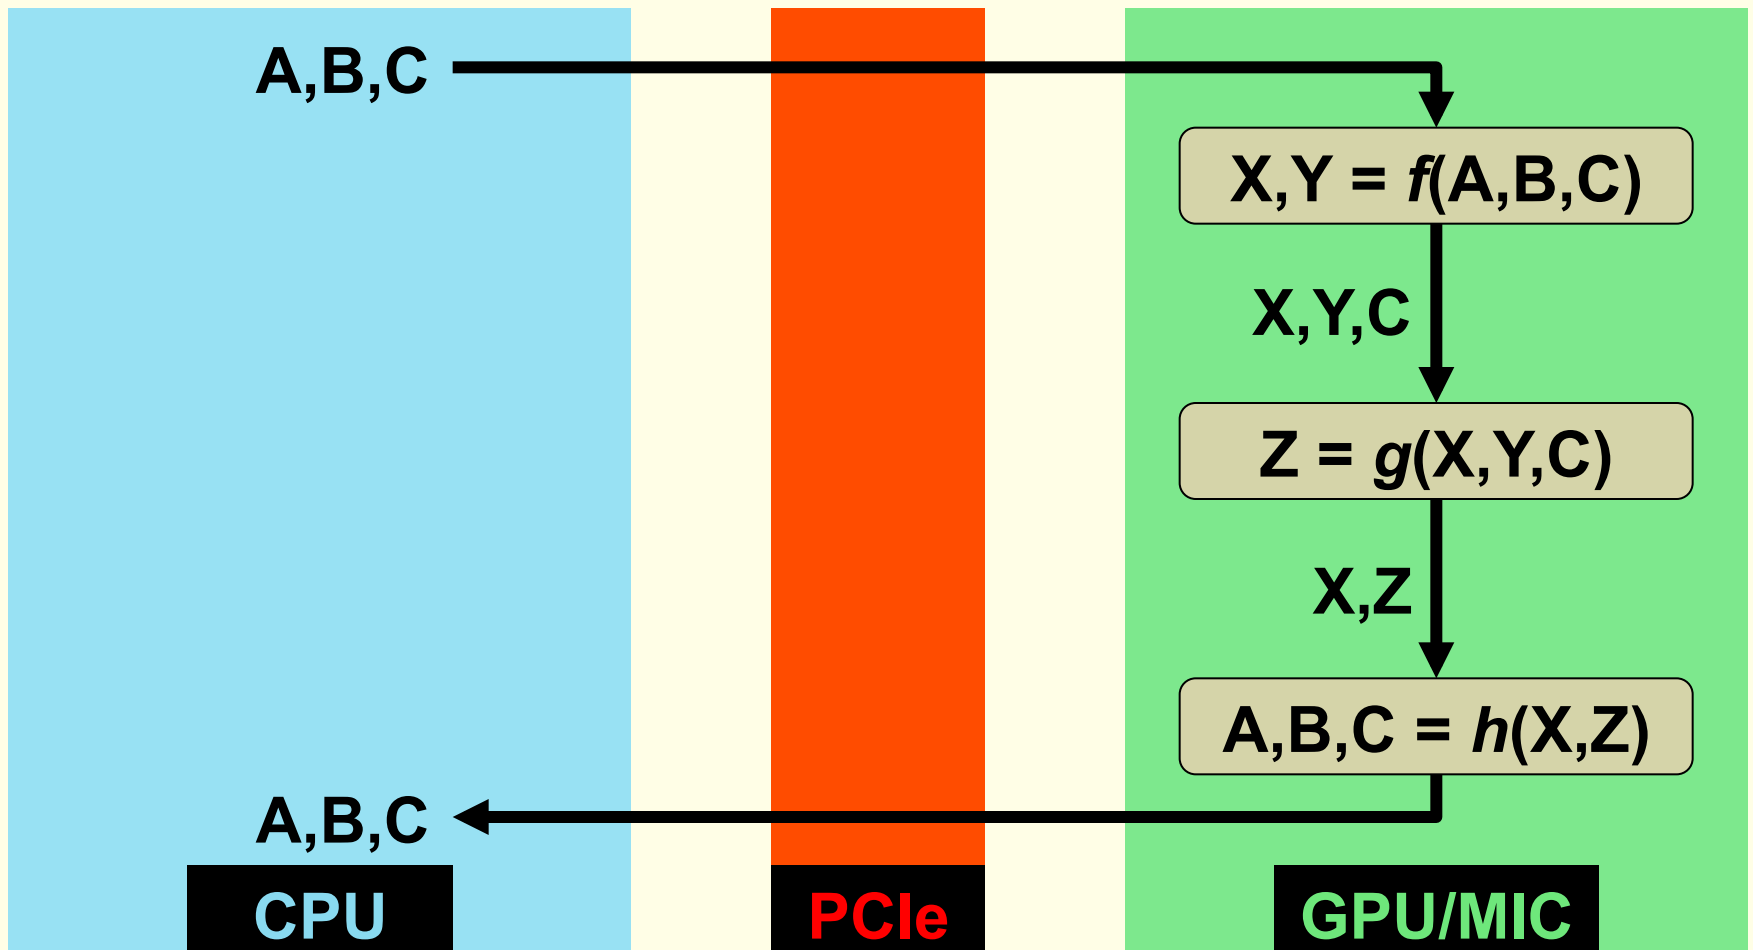 A,B,C
X,Y = f(A,B,C)
X,Y,C
Z = g(X,Y,C)
X,Z
A,B,C = h(X,Z)
A,B,C
CPU
PCIe
GPU/MIC